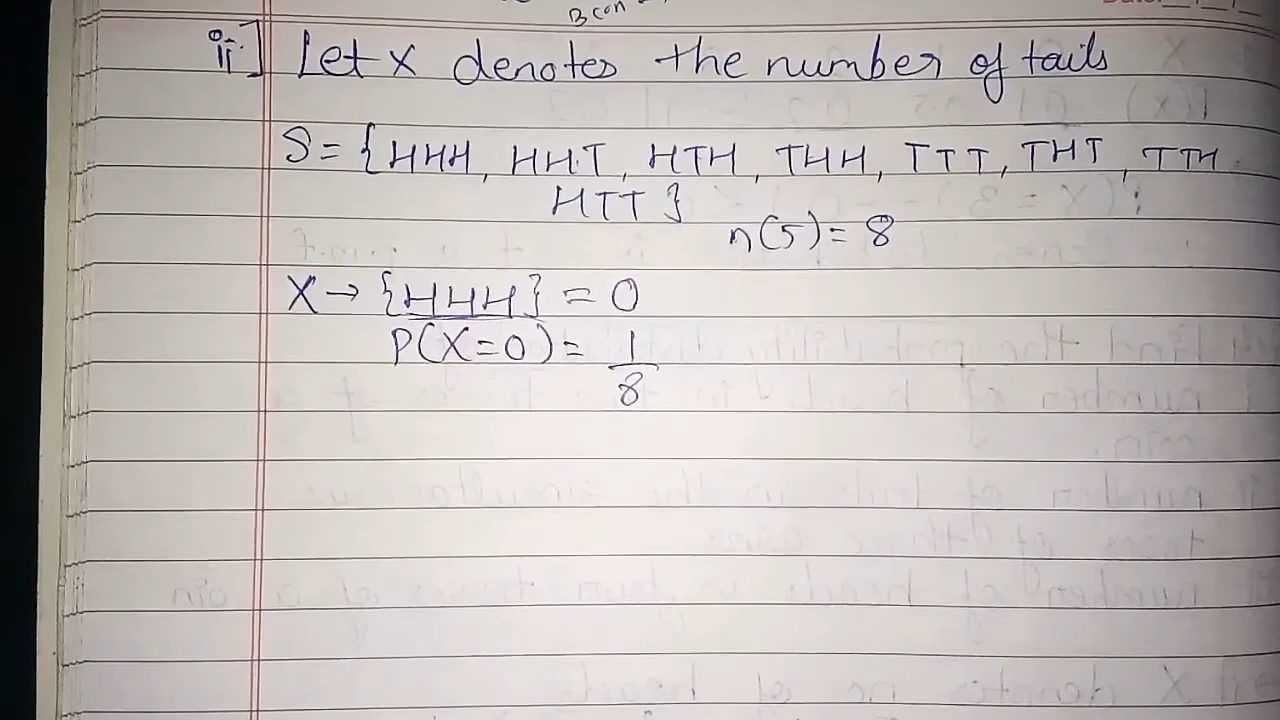 B con
ii] Let x denotes the number of tails
S = {HHH, HHT, HTH, THH, TTT, THT, TTH
HTT}
n(S) = 8
X → {HHH} = 0
P(X=0) = 1/8